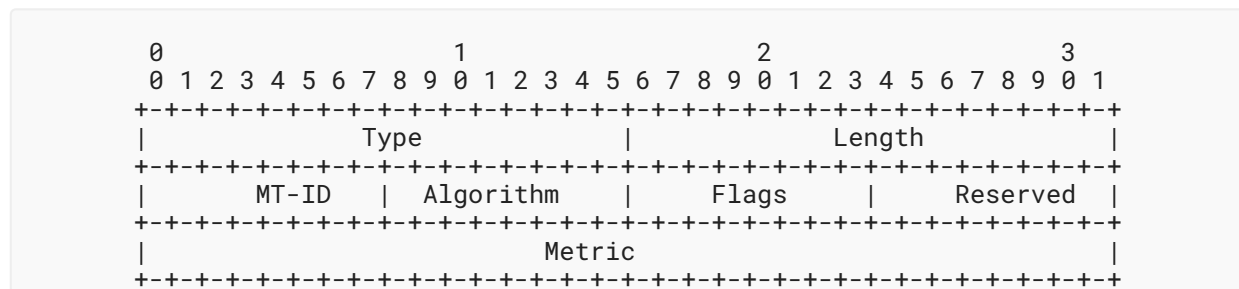 0                   1                   2                   3
0 1 2 3 4 5 6 7 8 9 0 1 2 3 4 5 6 7 8 9 0 1 2 3 4 5 6 7 8 9 0 1
+-+-+-+-+-+-+-+-+-+-+-+-+-+-+-+-+-+-+-+-+-+-+-+-+-+-+-+-+-+-+-+-+
|              Type             |             Length            |
+-+-+-+-+-+-+-+-+-+-+-+-+-+-+-+-+-+-+-+-+-+-+-+-+-+-+-+-+-+-+-+-+
|       MT-ID   |  Algorithm    |     Flags     |     Reserved  |
+-+-+-+-+-+-+-+-+-+-+-+-+-+-+-+-+-+-+-+-+-+-+-+-+-+-+-+-+-+-+-+-+
|                          Metric                               |
+-+-+-+-+-+-+-+-+-+-+-+-+-+-+-+-+-+-+-+-+-+-+-+-+-+-+-+-+-+-+-+-+